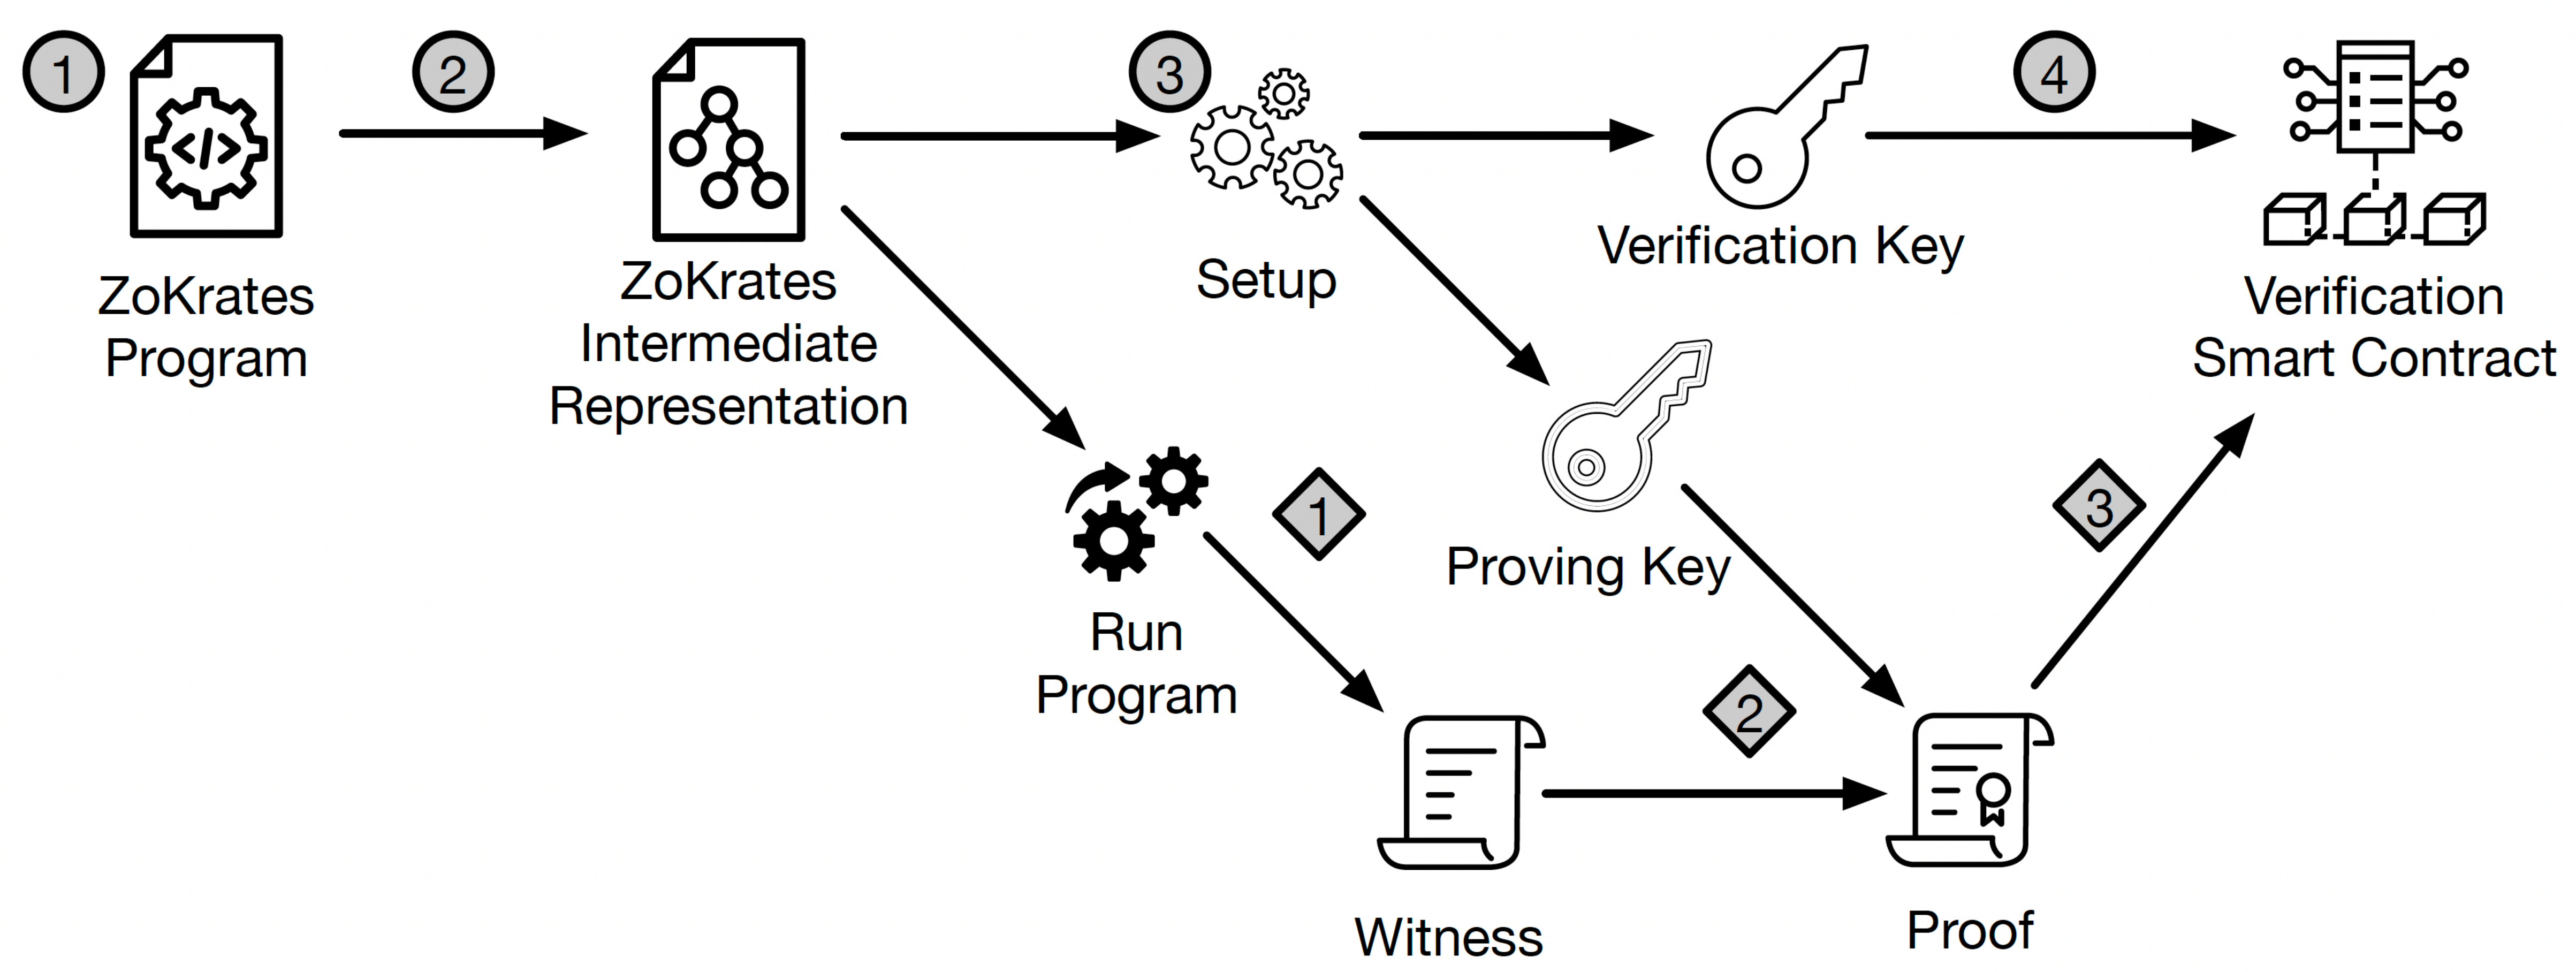 1
2
3
4
</>
ZoKrates
Program
ZoKrates
Intermediate
Representation
Setup
Verification Key
Verification
Smart Contract
Proving Key
Run
Program
1
2
3
Witness
Proof